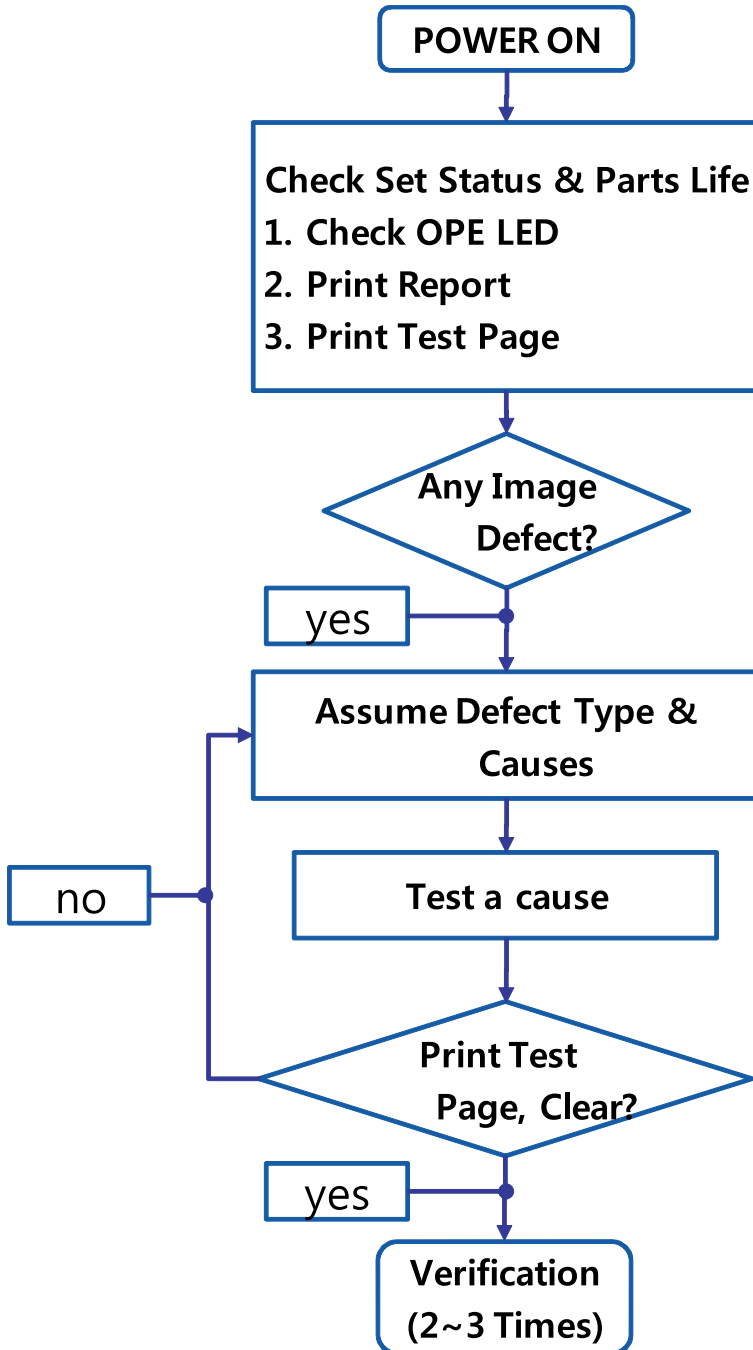 POWER ON
Check Set Status & Parts Life
1. Check OPE LED
2. Print Report
3. Print Test Page
Any Image
Defect?
yes
Assume Defect Type &
Causes
no
Test a cause
Print Test
Page, Clear?
yes
Verification
(2~3 Times)